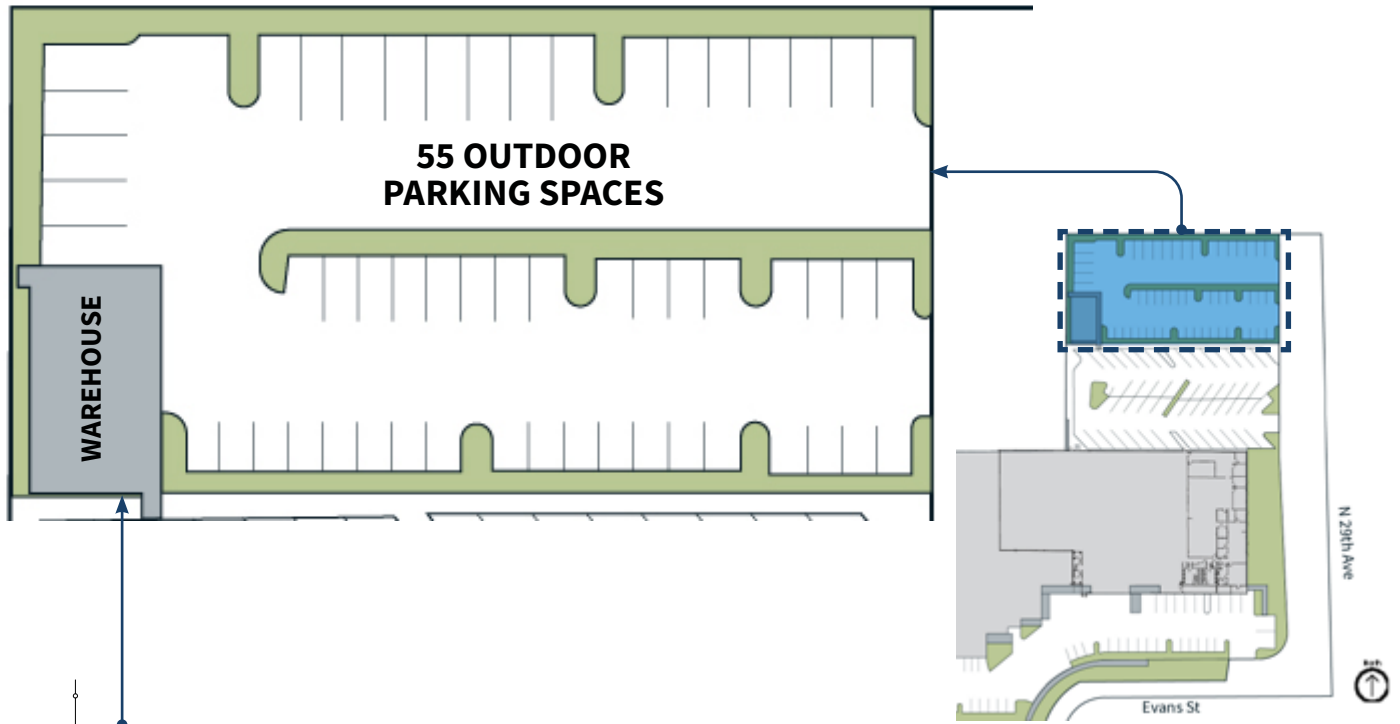 55 OUTDOOR
PARKING SPACES
WAREHOUSE
N 29th Ave
Evans St